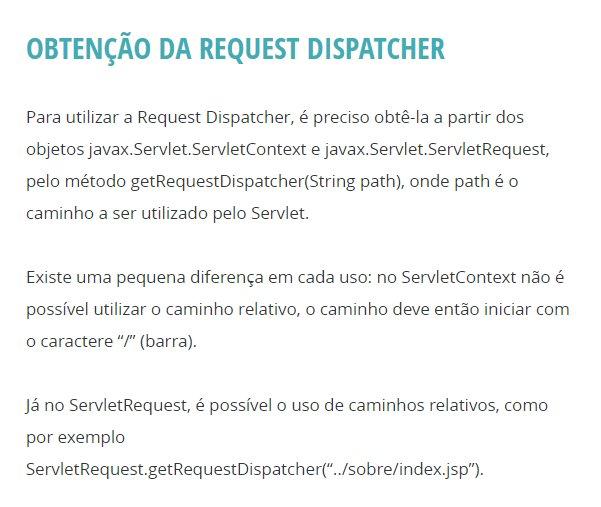 OBTENÇÃO DA REQUEST DISPATCHER
Para utilizar a Request Dispatcher, é preciso obtê-la a partir dos
objetos javax.Servlet.ServletContext e javax.Servlet.ServletRequest,
pelo método getRequestDispatcher(String path), onde path é o
caminho a ser utilizado pelo Servlet.
Existe uma pequena diferença em cada uso: no ServletContext não é
possível utilizar o caminho relativo, o caminho deve então iniciar com
o caractere “/” (barra).
Já no ServletRequest, é possível o uso de caminhos relativos, como
por exemplo
ServletRequest.getRequestDispatcher(“../sobre/index.jsp”).